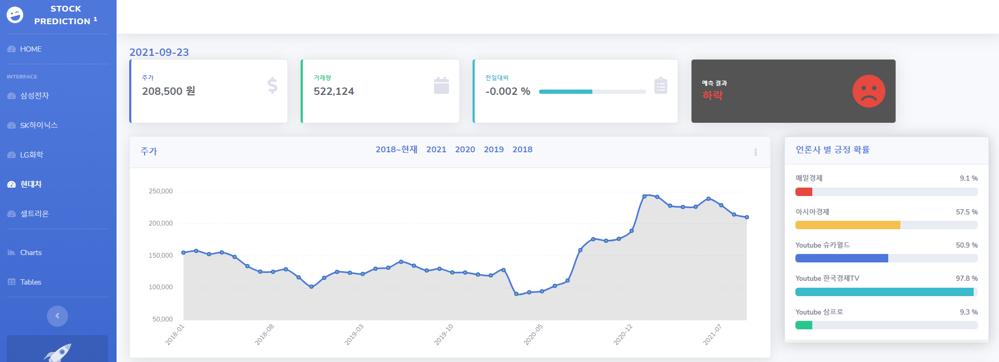 STOCK
PREDICTION 1
HOME
INTERFACE
삼성전자
SK하이닉스
LG화학
현대차
셀트리온
Charts
Tables
2021-09-23
주가
208,500 원
거래량
522,124
전일대비
-0.002 %
예측 결과
하락
주가
2018~현재 2021 2020 2019 2018
250,000
200,000
150,000
100,000
50,000
2018-01
2018-08
2019-03
2019-10
2020-05
2020-12
2021-07
언론사 별 긍정 확률
매일경제 9.1 %
아시아경제 57.5 %
Youtube 슈카월드 50.9 %
Youtube 한국경제TV 97.8 %
Youtube 삼프로 9.3 %